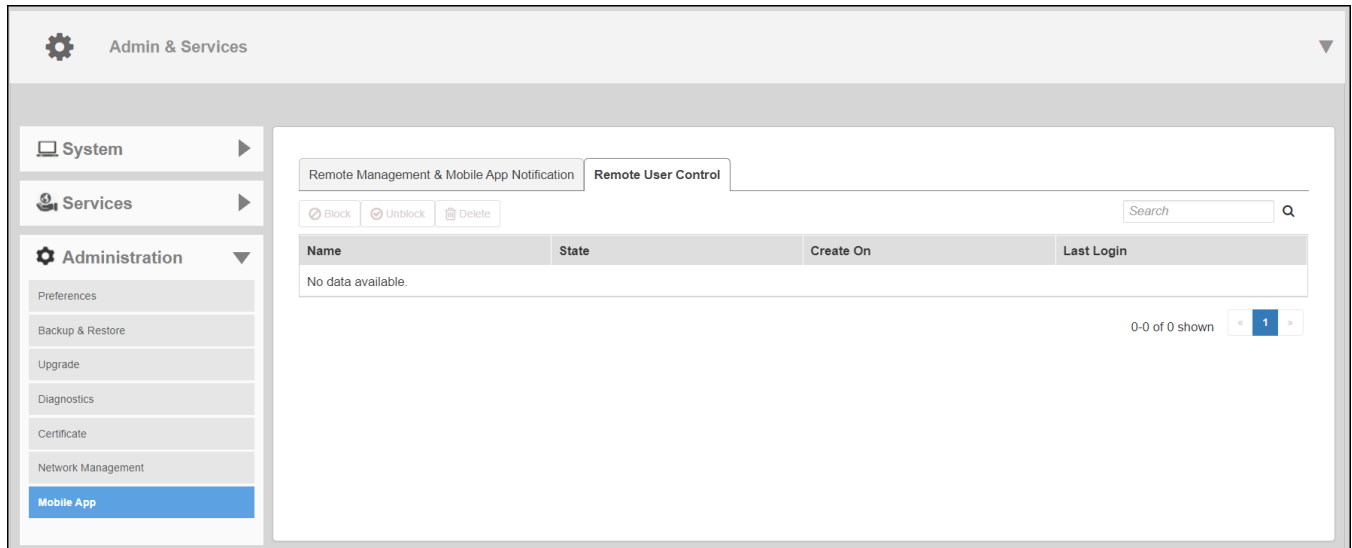 Admin & Services
System
Services
Administration
Preferences
Backup & Restore
Upgrade
Diagnostics
Certificate
Network Management
Mobile App
Remote Management & Mobile App Notification Remote User Control
Block Unblock Delete Search
Name State Create On Last Login
No data available.
0-0 of 0 shown « 1 »